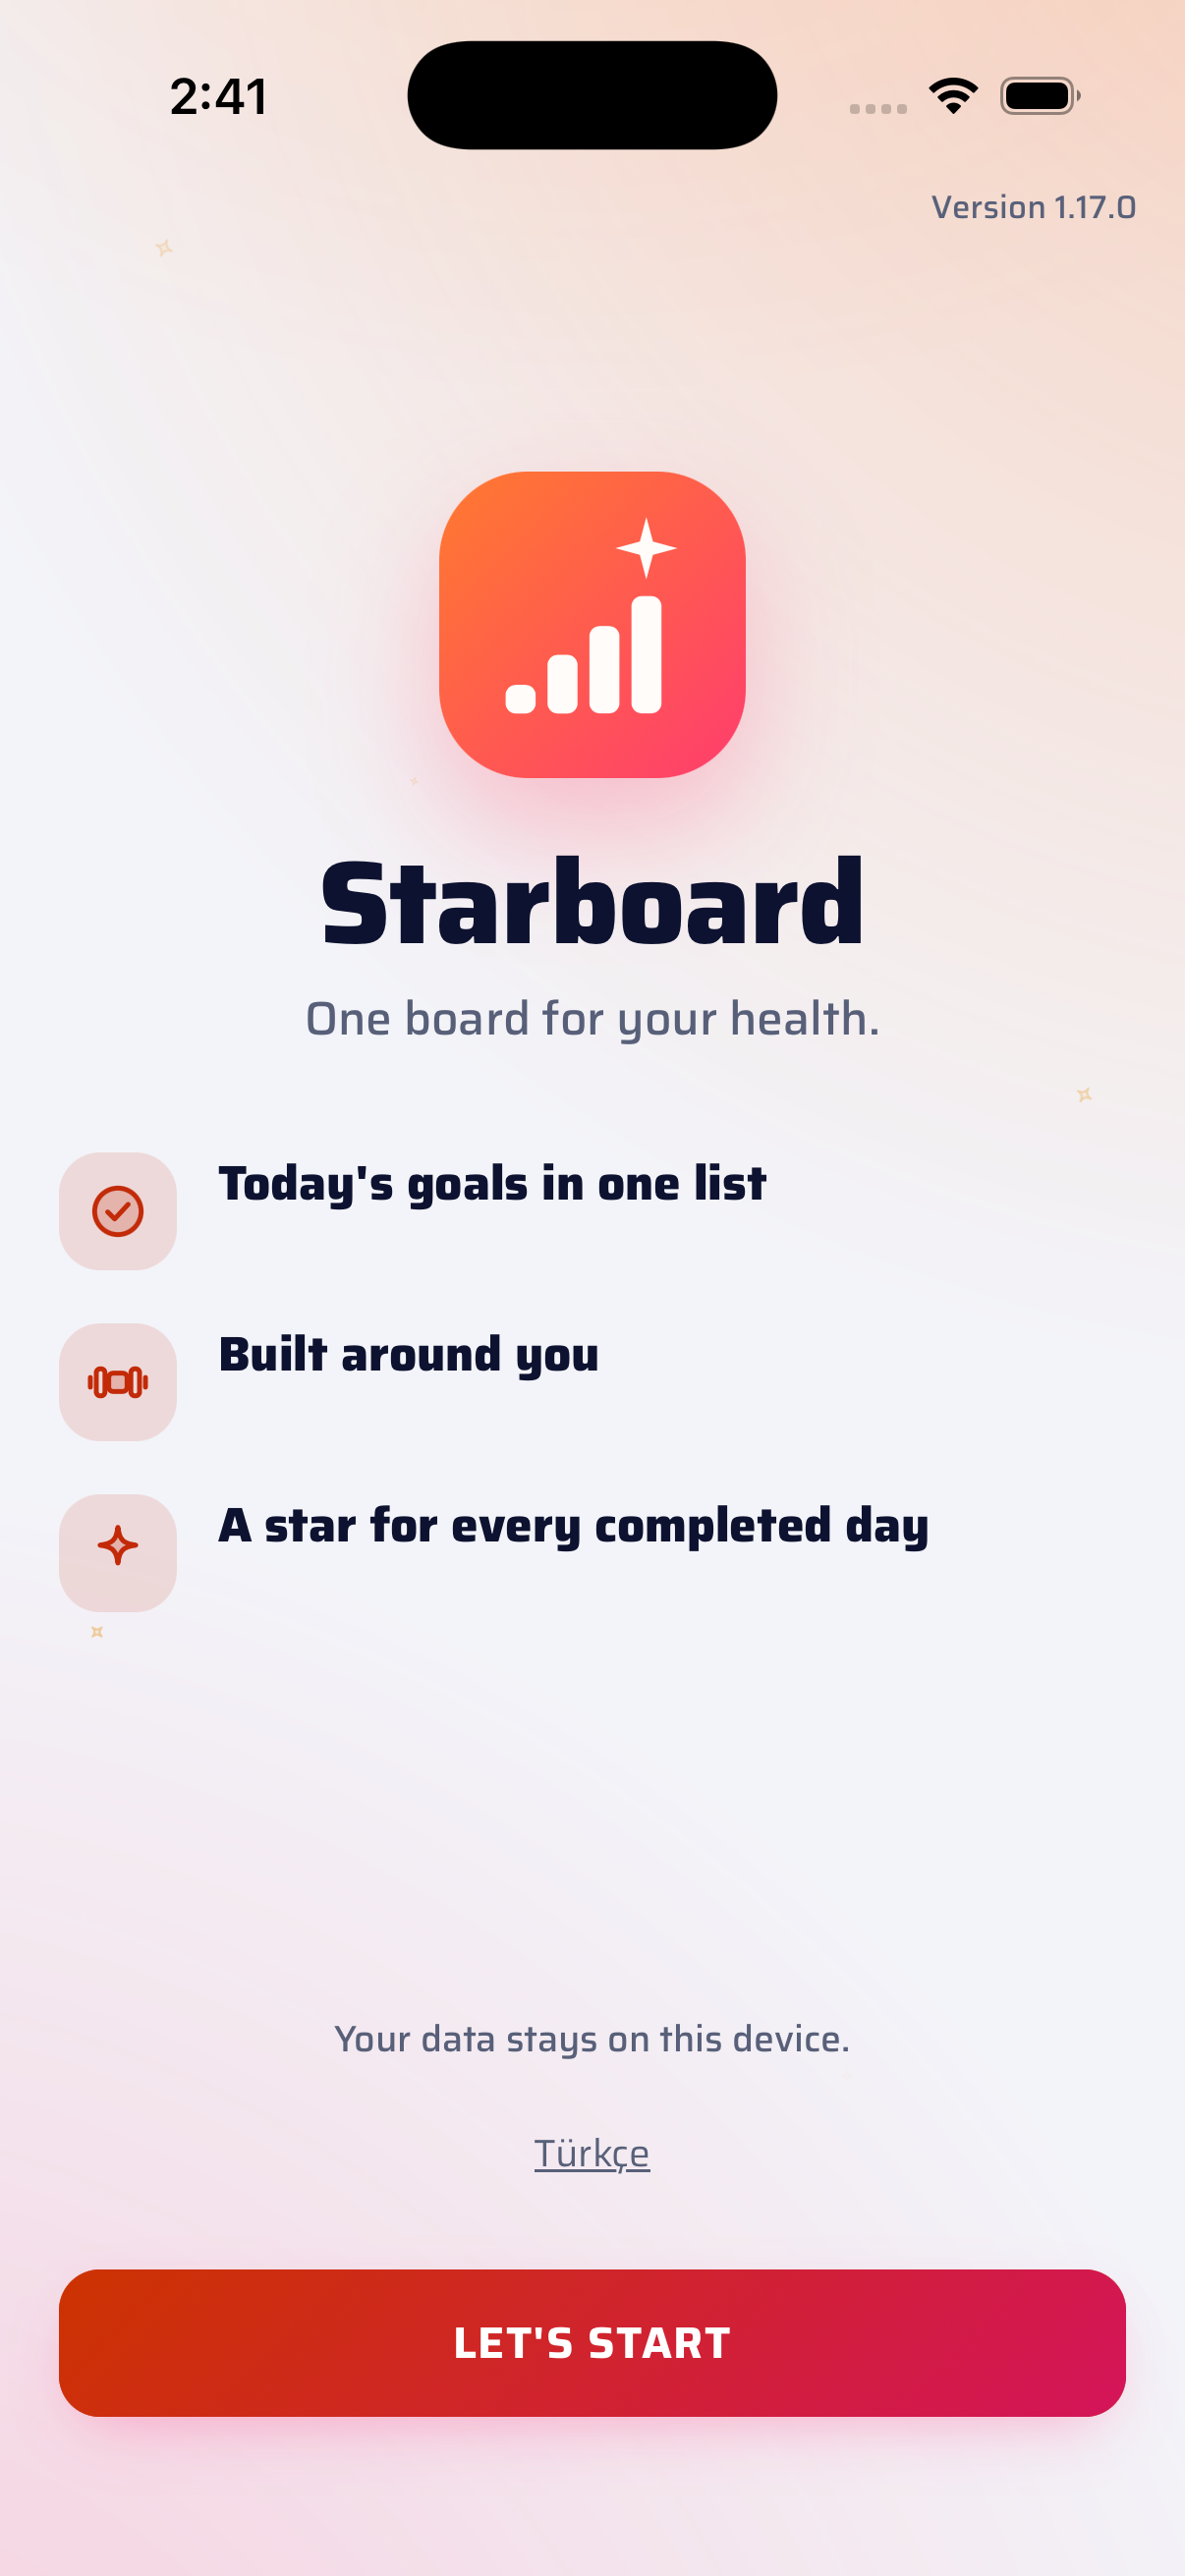 2:41
Version 1.17.0
Starboard
One board for your health.
Today's goals in one list
Built around you
A star for every completed day
Your data stays on this device.
Türkçe
LET'S START